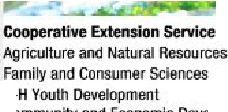 Cooperative Extension Service
Agriculture and Natural Resources
Family and Consumer Sciences
-H Youth Development
and Economic